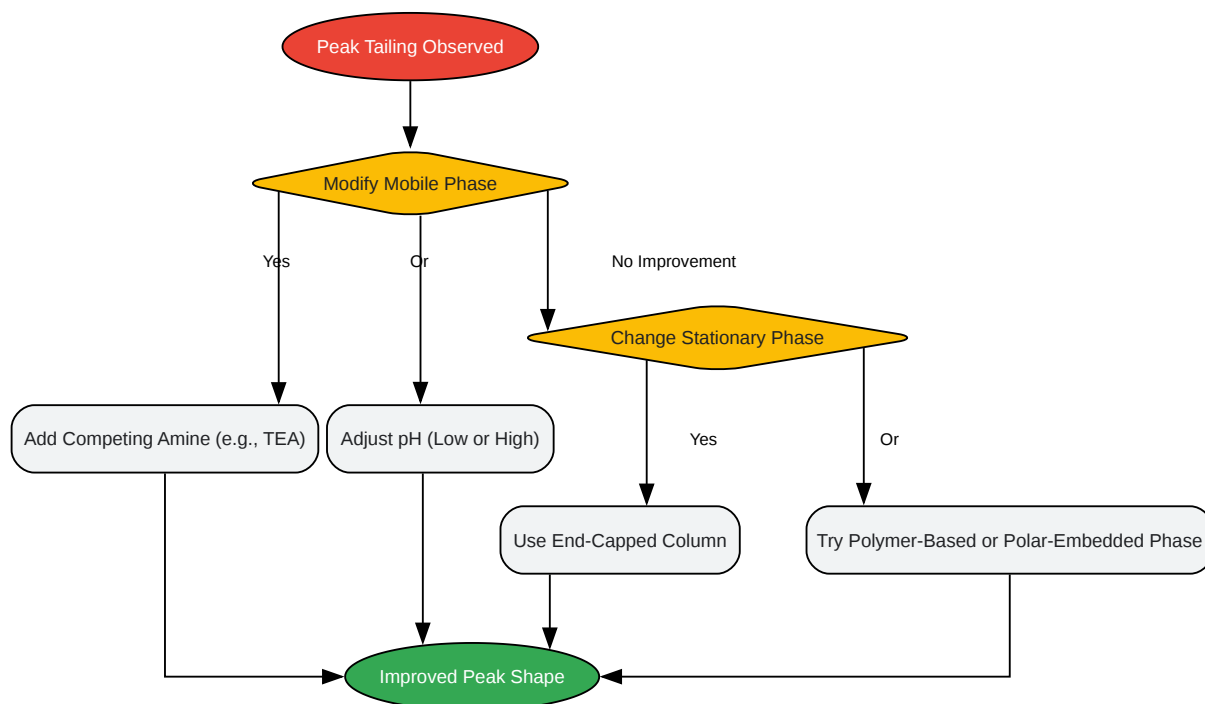 Peak Tailing Observed
Modify Mobile Phase
Yes
Or
No Improvement
Change Stationary Phase
Add Competing Amine (e.g., TEA)
Adjust pH (Low or High)
Yes
Or
Use End-Capped Column
Try Polymer-Based or Polar-Embedded Phase
Improved Peak Shape